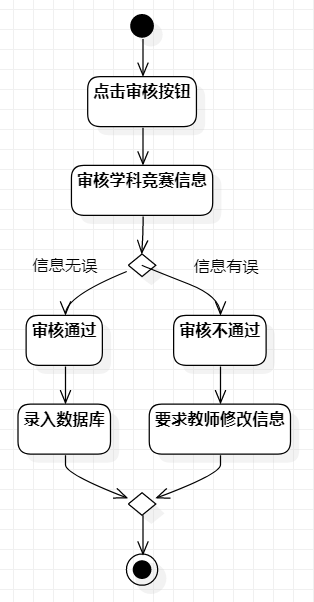 点击审核按钮
审核学科竞赛信息
信息无误
信息有误
审核通过
审核不通过
录入数据库
要求教师修改信息